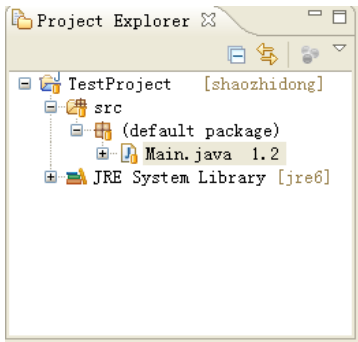 Project Explorer
TestProject [shaozhidong]
src
(default package)
Main.java 1.2
JRE System Library [jre6]